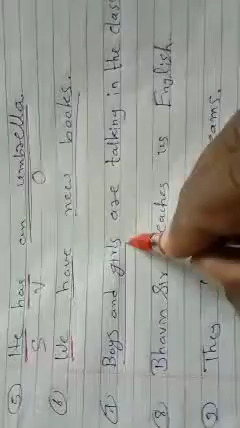 ⑤ He has an umbrella.
S V O
⑥ We have new books.
⑦ Boys and girls are talking in the class
⑧ Bhavin Sir teaches us English.
⑨ They